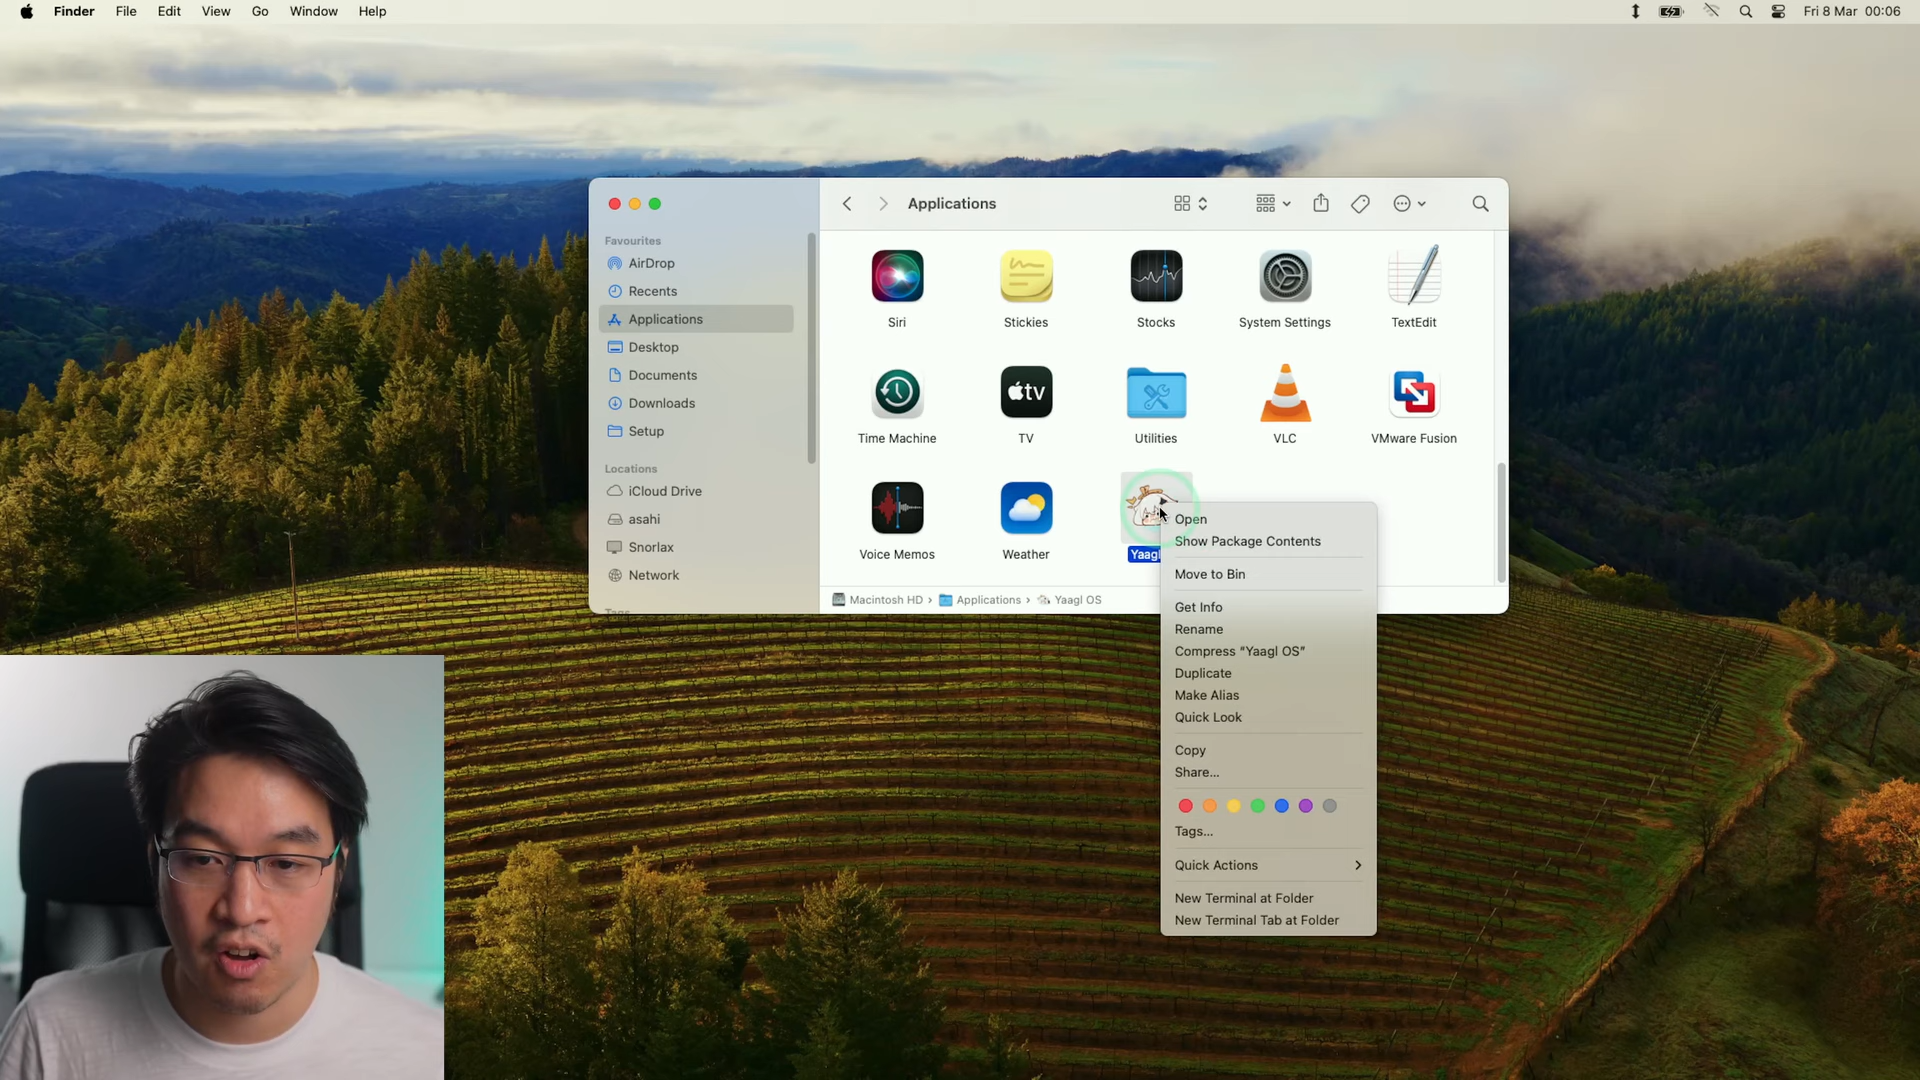 Finder File Edit View Go Window Help
Fri 8 Mar 00:06
Applications
Favourites
AirDrop
Recents
Applications
Desktop
Documents
Downloads
Setup
Locations
iCloud Drive
asahi
Snorlax
Network
Tags
Siri
Stickies
Stocks
System Settings
TextEdit
tv
Time Machine
TV
Utilities
VLC
VMware Fusion
Voice Memos
Weather
Yaagl
Macintosh HD › Applications › Yaagl OS
Open
Show Package Contents
Move to Bin
Get Info
Rename
Compress “Yaagl OS”
Duplicate
Make Alias
Quick Look
Copy
Share...
Tags...
Quick Actions
New Terminal at Folder
New Terminal Tab at Folder